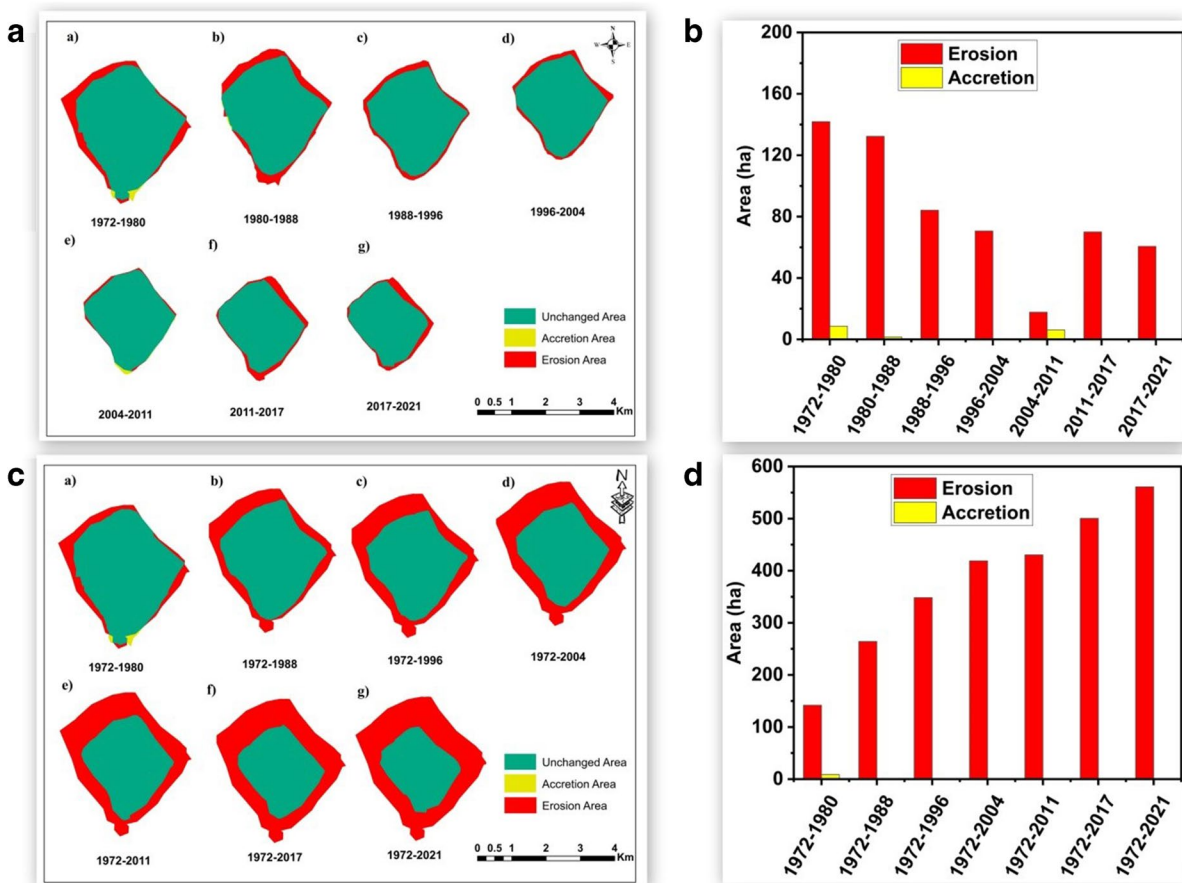 a
a)
b)
c)
d)
N
W E
S
1972-1980
1980-1988
1988-1996
1996-2004
e)
f)
g)
Unchanged Area
Accretion Area
Erosion Area
2004-2011
2011-2017
2017-2021
0 0.5 1 2 3 4
Km
b
Erosion
Accretion
Area (ha)
200
160
120
80
40
0
1972-1980
1980-1988
1988-1996
1996-2004
2004-2011
2011-2017
2017-2021
c
a)
b)
c)
d)
N
1972-1980
1972-1988
1972-1996
1972-2004
e)
f)
g)
Unchanged Area
Accretion Area
Erosion Area
1972-2011
1972-2017
1972-2021
0 0.5 1 2 3 4
Km
d
Erosion
Accretion
Area (ha)
600
500
400
300
200
100
0
1972-1980
1972-1988
1972-1996
1972-2004
1972-2011
1972-2017
1972-2021